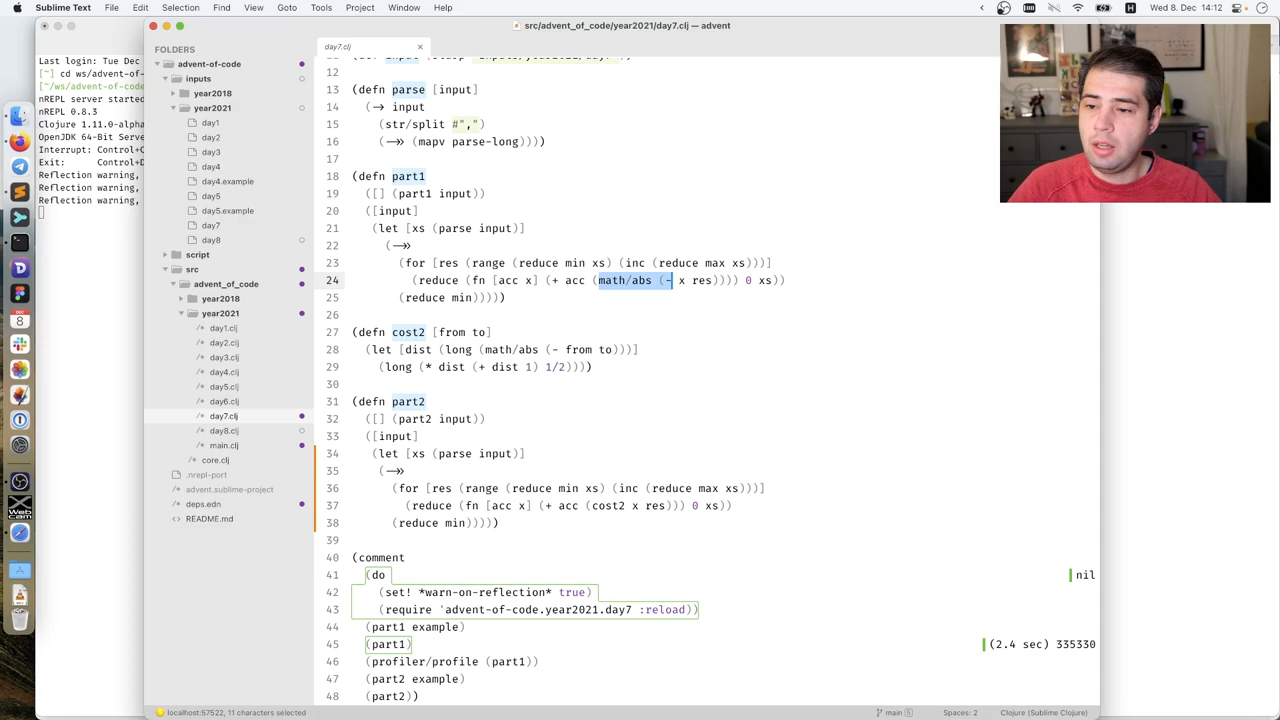 Sublime Text File Edit Selection Find View Goto Tools Project Window Help
Wed 8. Dec 14:12
src/advent_of_code/year2021/day7.clj — advent
Last login: Tue Dec
[~] cd ws/advent-of-
[~/ws/advent-of-code
nREPL server started
nREPL 0.8.3
Clojure 1.11.0-alpha
OpenJDK 64-Bit Serve
Interrupt: Control+C
Exit: Control+D
Reflection warning,
Reflection warning,
Reflection warning,
FOLDERS
advent-of-code
inputs
year2018
year2021
day1
day2
day3
day4
day4.example
day5
day5.example
day7
day8
script
src
advent_of_code
year2018
year2021
day1.clj
day2.clj
day3.clj
day4.clj
day5.clj
day6.clj
day7.clj
day8.clj
main.clj
core.clj
.nrepl-port
advent.sublime-project
deps.edn
README.md
day7.clj
12
13 (defn parse [input]
14 (-> input
15 (str/split #",")
16 (->> (mapv parse-long))))
17
18 (defn part1
19 ([] (part1 input))
20 ([input]
21 (let [xs (parse input)]
22 (->>
23 (for [res (range (reduce min xs) (inc (reduce max xs)))]
24 (reduce (fn [acc x] (+ acc (math/abs (- x res)))) 0 xs))
25 (reduce min)))))
26
27 (defn cost2 [from to]
28 (let [dist (long (math/abs (- from to)))]
29 (long (* dist (+ dist 1) 1/2))))
30
31 (defn part2
32 ([] (part2 input))
33 ([input]
34 (let [xs (parse input)]
35 (->>
36 (for [res (range (reduce min xs) (inc (reduce max xs)))]
37 (reduce (fn [acc x] (+ acc (cost2 x res))) 0 xs))
38 (reduce min)))))
39
40 (comment
41 (do nil
42 (set! *warn-on-reflection* true)
43 (require 'advent-of-code.year2021.day7 :reload))
44 (part1 example)
45 (part1) (2.4 sec) 335330
46 (profiler/profile (part1))
47 (part2 example)
48 (part2))
localhost:57522, 11 characters selected
main 5
Spaces: 2
Clojure (Sublime Clojure)